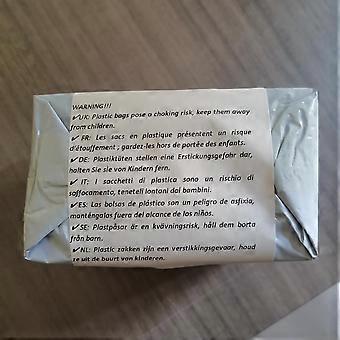 WARNING!!!
✓UK: Plastic bags pose a choking risk, keep them away
from children.
✓ FR: Les sacs en plastique présentent un risque
d'étouffement ; gardez-les hors de portée des enfants.
✓DE: Plastiktüten stellen eine Erstickungsgefahr dar,
halten Sie sie von Kindern fern.
✓ IT: I sacchetti di plastica sono un rischio di
soffocamento, teneteli lontani dai bambini.
✓ES: Las bolsas de plástico son un peligro de asfixia,
manténgalas fuera del alcance de los niños.
✓SE: Plastpåsar är en kvävningsrisk, håll dem borta
från barn.
✓NL: Plastic zakken zijn een verstikkingsgevaar, houd
ze uit de buurt van kinderen.